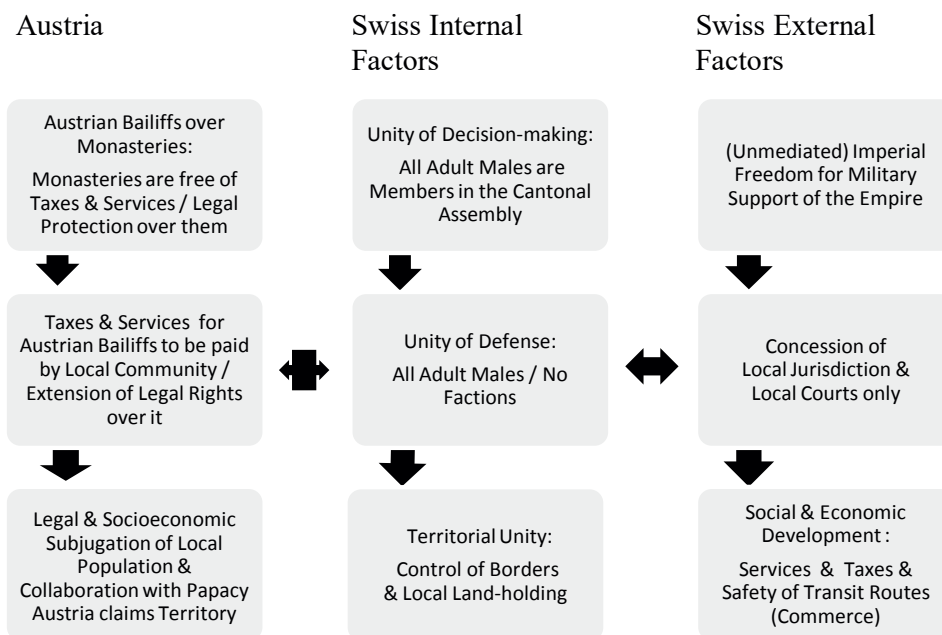 Austria
Swiss Internal
Factors
Swiss External
Factors
Austrian Bailiffs over
Monasteries:
Monasteries are free of
Taxes & Services / Legal
Protection over them
Unity of Decision-making:
All Adult Males are
Members in the Cantonal
Assembly
(Unmediated) Imperial
Freedom for Military
Support of the Empire
Taxes & Services for
Austrian Bailiffs to be paid
by Local Community /
Extension of Legal Rights
over it
Unity of Defense:
All Adult Males / No
Factions
Concession of
Local Jurisdiction &
Local Courts only
Legal & Socioeconomic
Subjugation of Local
Population &
Collaboration with Papacy
Austria claims Territory
Territorial Unity:
Control of Borders
& Local Land-holding
Social & Economic
Development :
Services & Taxes &
Safety of Transit Routes
(Commerce)